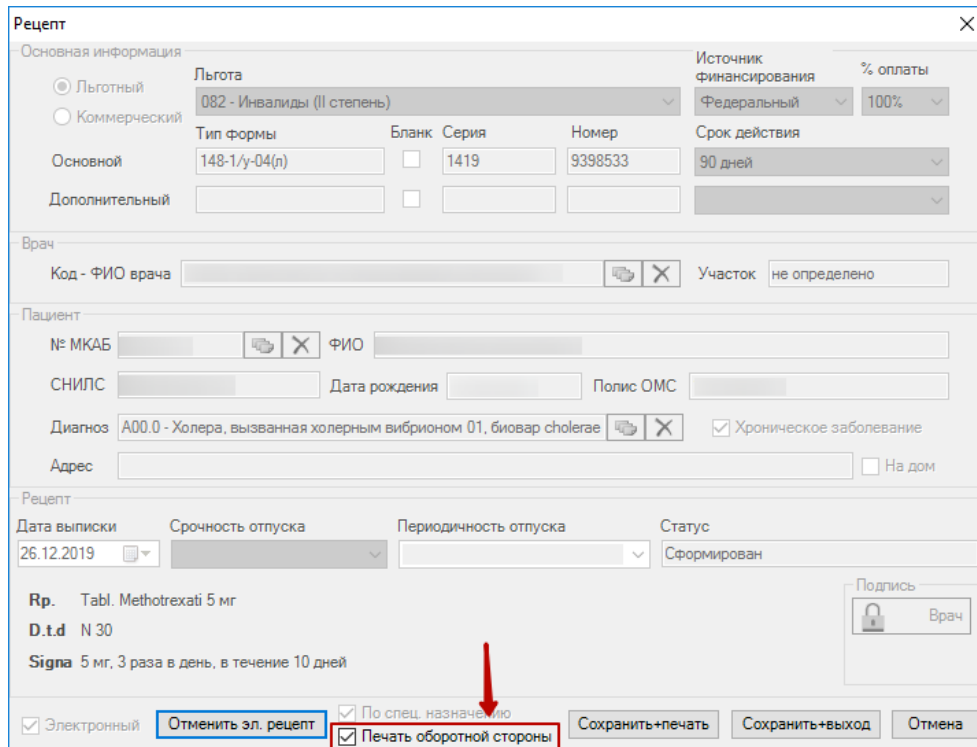 Рецепт
Основная информация
Льготный
Коммерческий
Льгота
Источник финансирования
% оплаты
082 - Инвалиды (II степень)
Федеральный
100%
Тип формы Бланк Серия Номер Срок действия
Основной 148-1/у-04(л) 1419 9398533 90 дней
Дополнительный
Врач
Код - ФИО врача Участок не определено
Пациент
№ МКАБ ФИО
СНИЛС Дата рождения Полис ОМС
Диагноз A00.0 - Холера, вызванная холерным вибрионом 01, биовар cholerae Хроническое заболевание
Адрес На дом
Рецепт
Дата выписки Срочность отпуска Периодичность отпуска Статус
26.12.2019 Сформирован
Rp. Tabl. Methotrexati 5 мг
D.t.d N 30
Signa 5 мг, 3 раза в день, в течение 10 дней
Подпись
Врач
Электронный
Отменить эл. рецепт
По спец. назначению
Печать оборотной стороны
Сохранить+печать
Сохранить+выход
Отмена